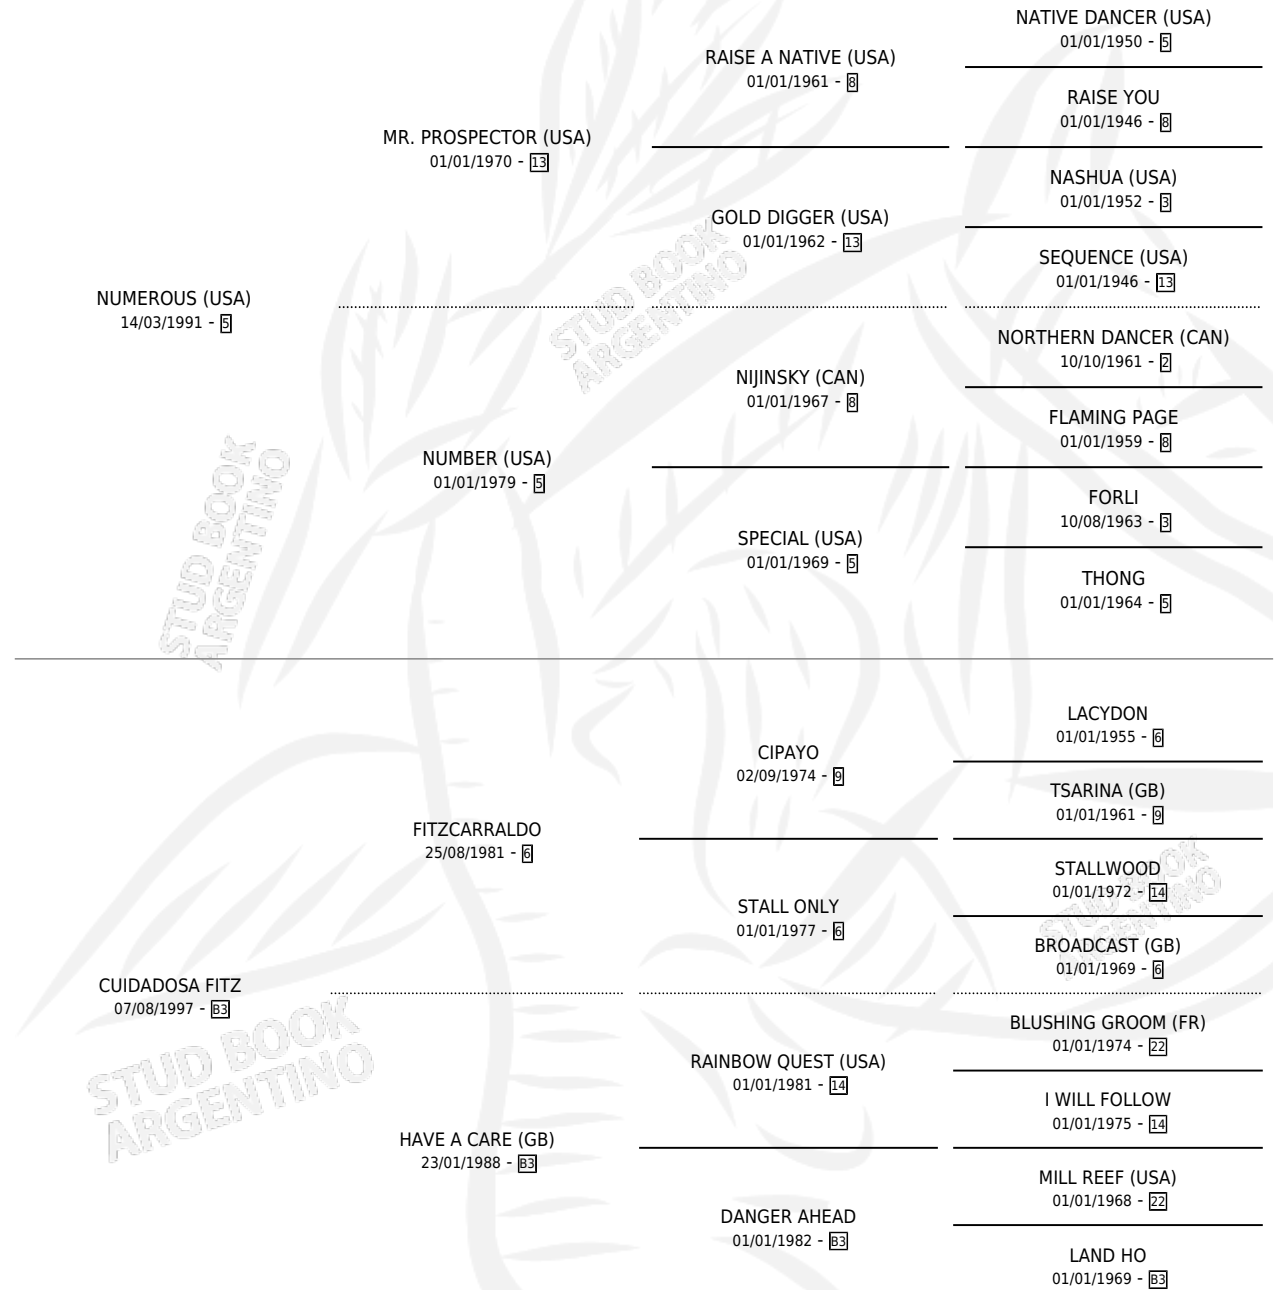 NATIVE DANCER (USA)
01/01/1950 - 5
RAISE A NATIVE (USA)
01/01/1961 - 8
RAISE YOU
01/01/1946 - 8
MR. PROSPECTOR (USA)
01/01/1970 - 13
NASHUA (USA)
01/01/1952 - 3
GOLD DIGGER (USA)
01/01/1962 - 13
SEQUENCE (USA)
01/01/1946 - 13
NUMEROUS (USA)
14/03/1991 - 5
NORTHERN DANCER (CAN)
10/10/1961 - 2
NIJINSKY (CAN)
01/01/1967 - 8
FLAMING PAGE
01/01/1959 - 8
NUMBER (USA)
01/01/1979 - 5
FORLI
10/08/1963 - 3
SPECIAL (USA)
01/01/1969 - 5
THONG
01/01/1964 - 5
LACYDON
01/01/1955 - 6
CIPAYO
02/09/1974 - 9
TSARINA (GB)
01/01/1961 - 9
FITZCARRALDO
25/08/1981 - 6
STALLWOOD
01/01/1972 - 14
STALL ONLY
01/01/1977 - 6
BROADCAST (GB)
01/01/1969 - 6
CUIDADOSA FITZ
07/08/1997 - B3
BLUSHING GROOM (FR)
01/01/1974 - 22
RAINBOW QUEST (USA)
01/01/1981 - 14
I WILL FOLLOW
01/01/1975 - 14
HAVE A CARE (GB)
23/01/1988 - B3
MILL REEF (USA)
01/01/1968 - 22
DANGER AHEAD
01/01/1982 - B3
LAND HO
01/01/1969 - B3
STUD BOOK
ARGENTINO
STUD BOOK
ARGENTINO
STUD BOOK
ARGENTINO
STUD BOOK
ARGENTINO